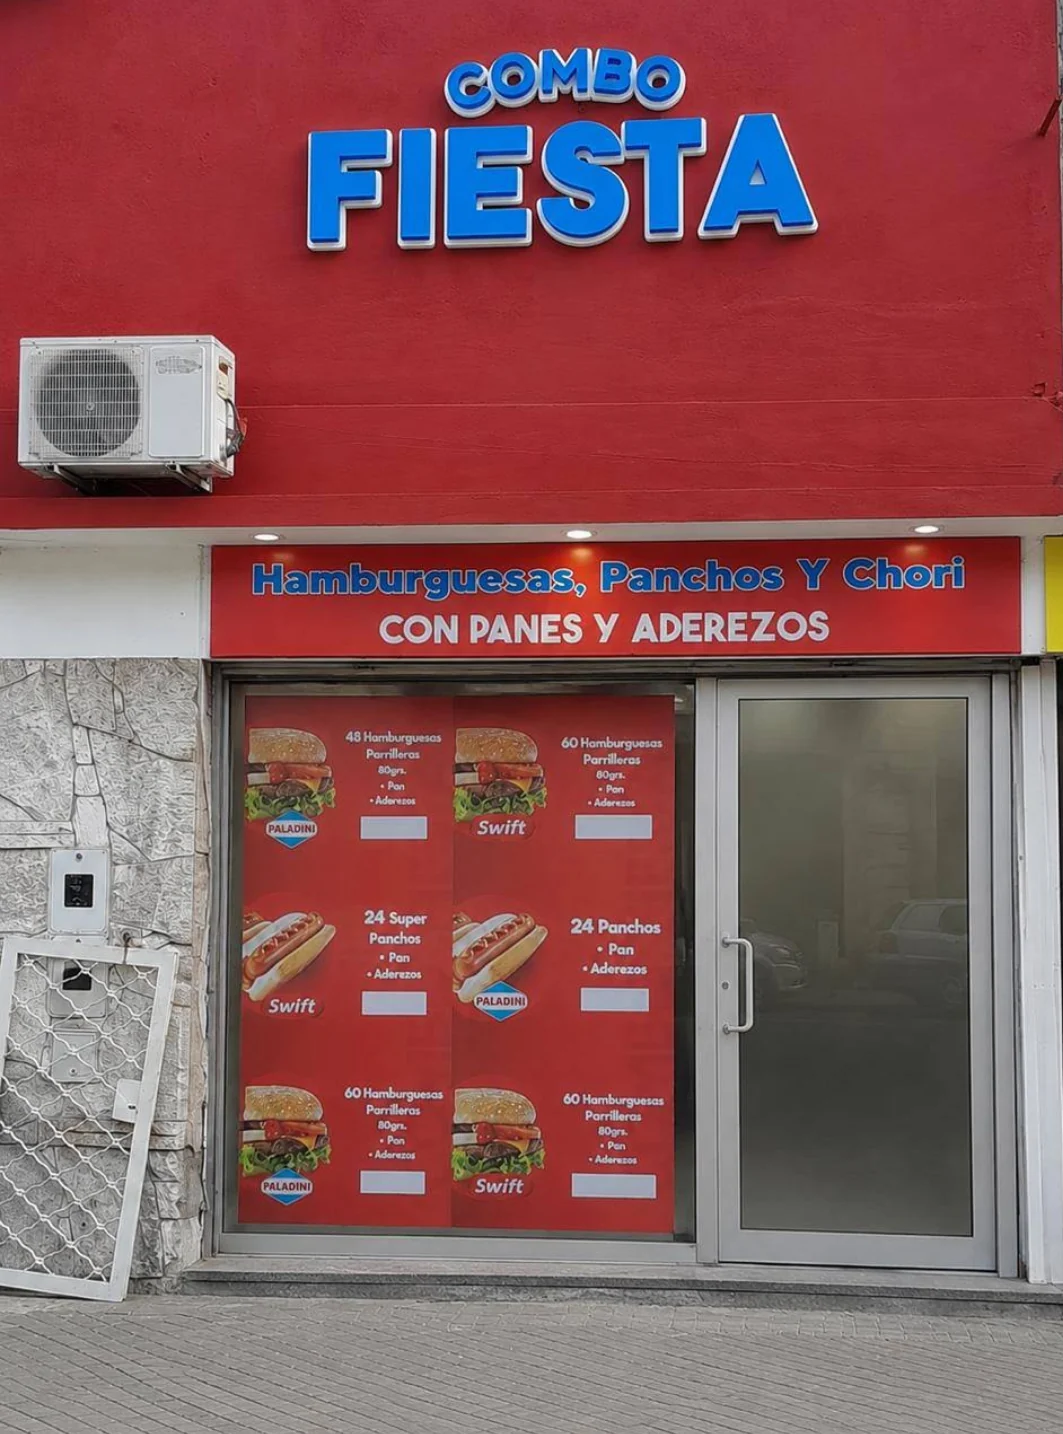 COMBO
FIESTA
Hamburguesas, Panchos Y Chori
CON PANES Y ADEREZOS
48 Hamburguesas
Parrilleras
80grs.
• Pan
• Aderezos
PALADINI
60 Hamburguesas
Parrilleras
80grs.
• Pan
• Aderezos
Swift
24 Super
Panchos
• Pan
• Aderezos
Swift
24 Panchos
• Pan
• Aderezos
PALADINI
60 Hamburguesas
Parrilleras
80grs.
• Pan
• Aderezos
PALADINI
60 Hamburguesas
Parrilleras
80grs.
• Pan
• Aderezos
Swift